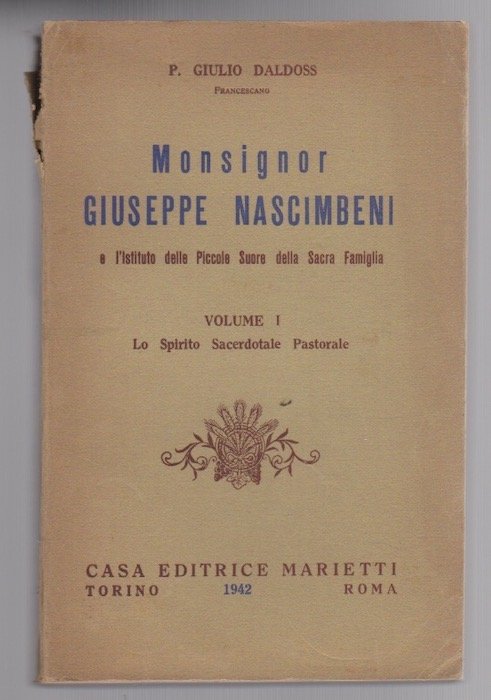 P. GIULIO DALDOSS
FRANCESCANO
Monsignor
GIUSEPPE NASCIMBENI
e l'Istituto delle Piccole Suore della Sacra Famiglia
VOLUME I
Lo Spirito Sacerdotale Pastorale
CASA EDITRICE MARIETTI
TORINO 1942 ROMA